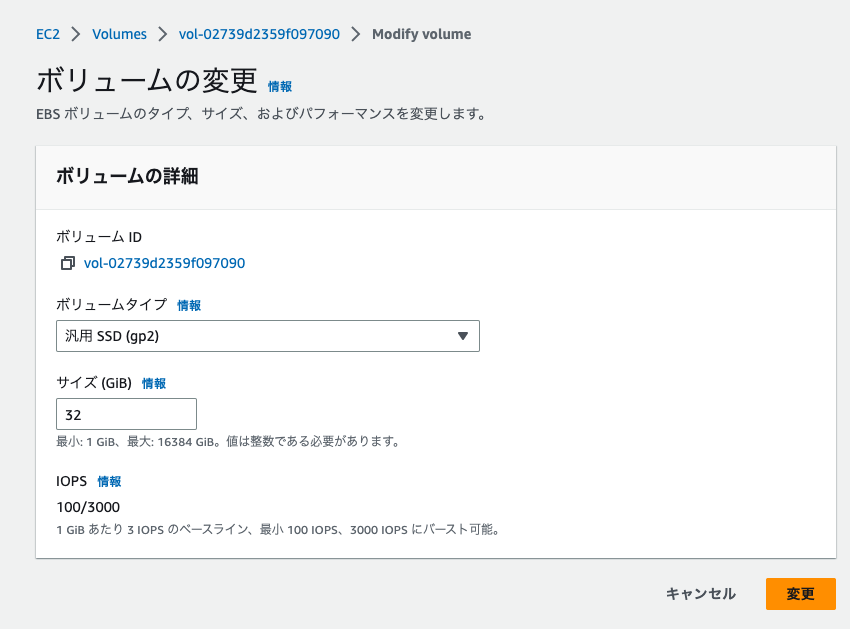 EC2 > Volumes > vol-02739d2359f097090 > Modify volume
ボリュームの変更 情報
EBS ボリュームのタイプ、サイズ、およびパフォーマンスを変更します。
ボリュームの詳細
ボリューム ID
vol-02739d2359f097090
ボリュームタイプ 情報
汎用 SSD (gp2)
サイズ (GiB) 情報
32
最小: 1 GiB、最大: 16384 GiB。値は整数である必要があります。
IOPS 情報
100/3000
1 GiB あたり 3 IOPS のベースライン、最小 100 IOPS、3000 IOPS にバースト可能。
キャンセル 変更